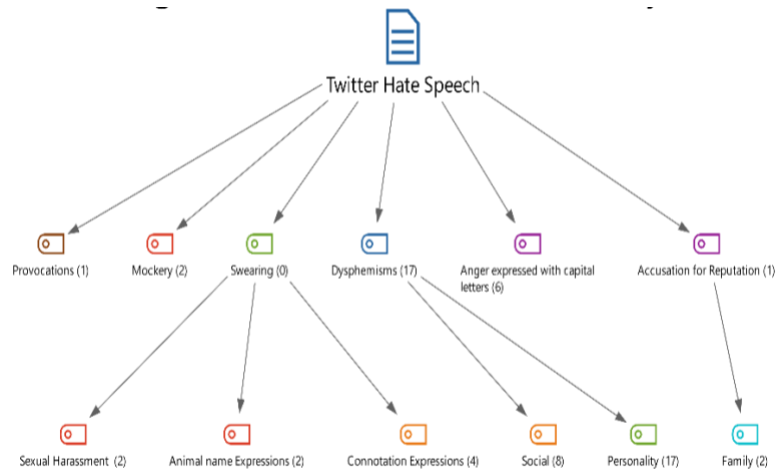 Twitter Hate Speech
Provocations (1)
Mockery (2)
Swearing (0)
Dysphemisms (17)
Anger expressed with capital
letters (6)
Accusation for Reputation (1)
Sexual Harassment (2)
Animal name Expressions (2)
Connotation Expressions (4)
Social (8)
Personality (17)
Family (2)